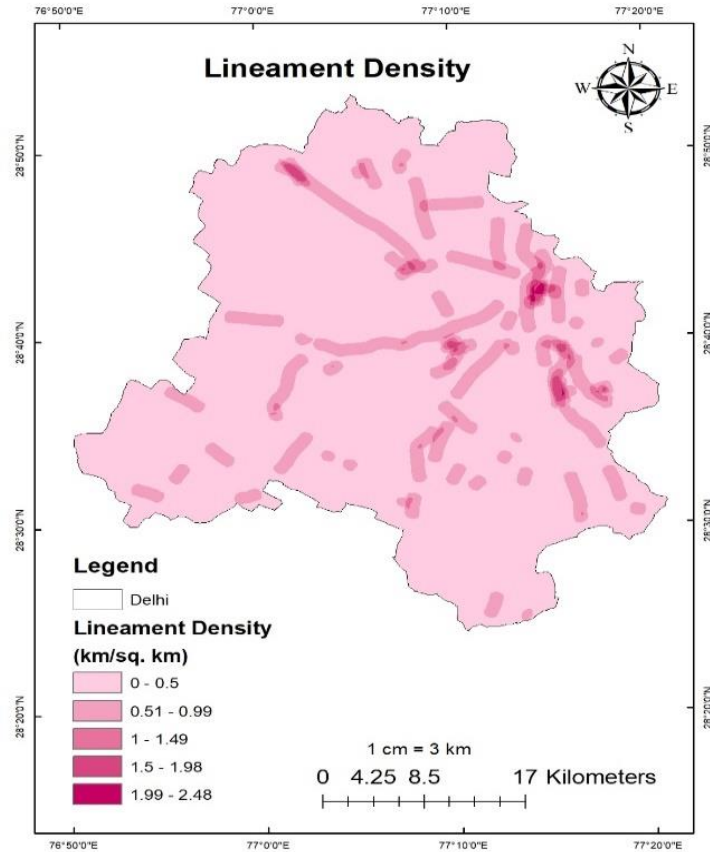 76°50'0"E 77°0'0"E 77°10'0"E 77°20'0"E
Lineament Density
N
W E
S
28°50'0"N 28°50'0"N
28°40'0"N 28°40'0"N
28°30'0"N 28°30'0"N
Legend
Delhi
Lineament Density
(km/sq. km)
0 - 0.5
0.51 - 0.99
28°20'0"N 28°20'0"N
1 - 1.49
1.5 - 1.98
1.99 - 2.48
1 cm = 3 km
0 4.25 8.5 17 Kilometers
76°50'0"E 77°0'0"E 77°10'0"E 77°20'0"E